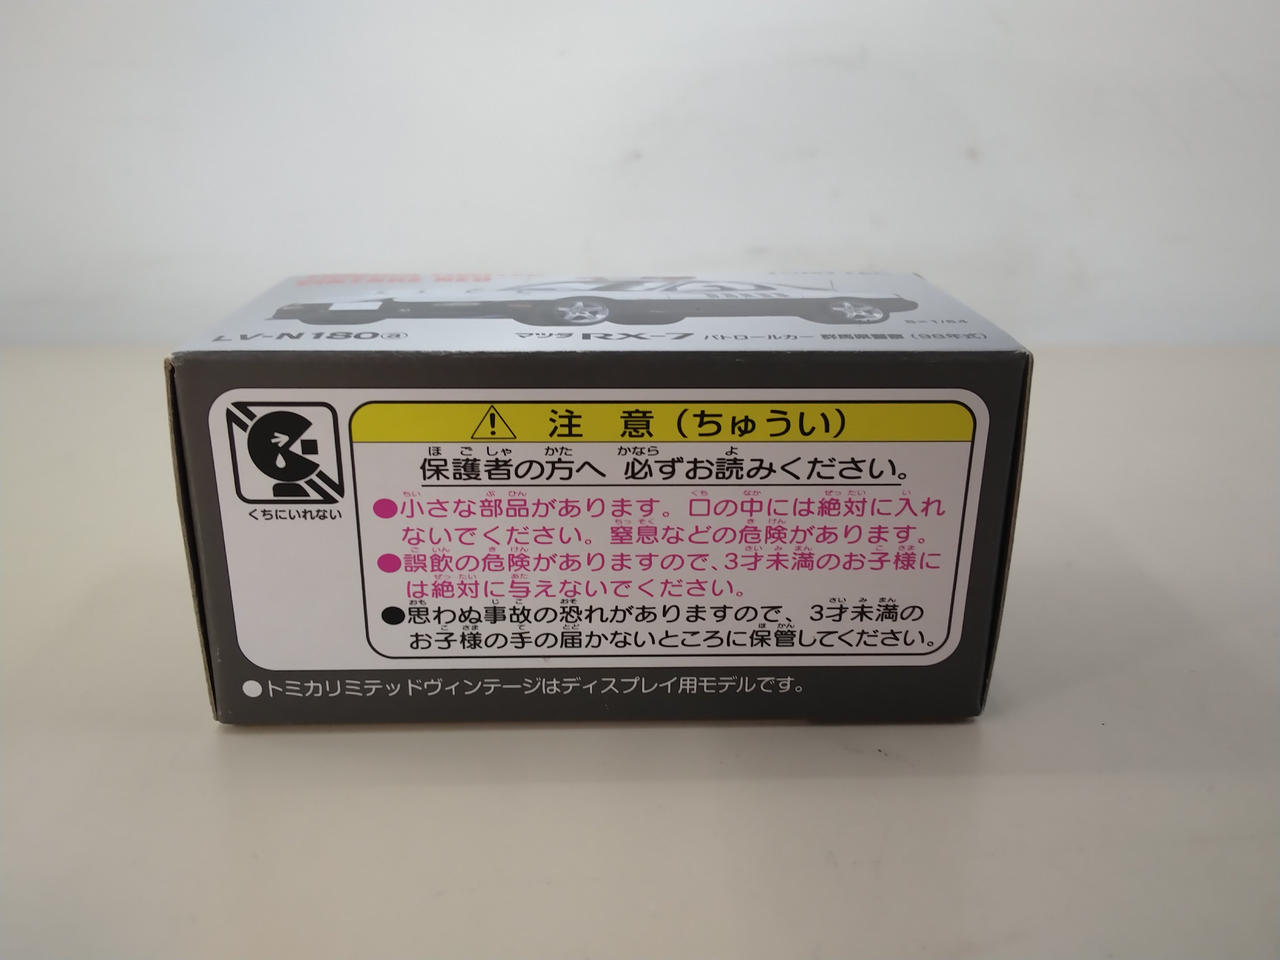 LV-N180ⓐ
マツダ RX-7 パトロールカー 群馬県警察 (98年式)
S=1/64
注 意 (ちゅうい)
保護者の方へ 必ずお読みください。
●小さな部品があります。口の中には絶対に入れ
ないでください。窒息などの危険があります。
●誤飲の危険がありますので、3才未満のお子様に
は絶対に与えないでください。
●思わぬ事故の恐れがありますので、3才未満の
お子様の手の届かないところに保管してください。
くちにいれない
●トミカリミテッドヴィンテージはディスプレイ用モデルです。